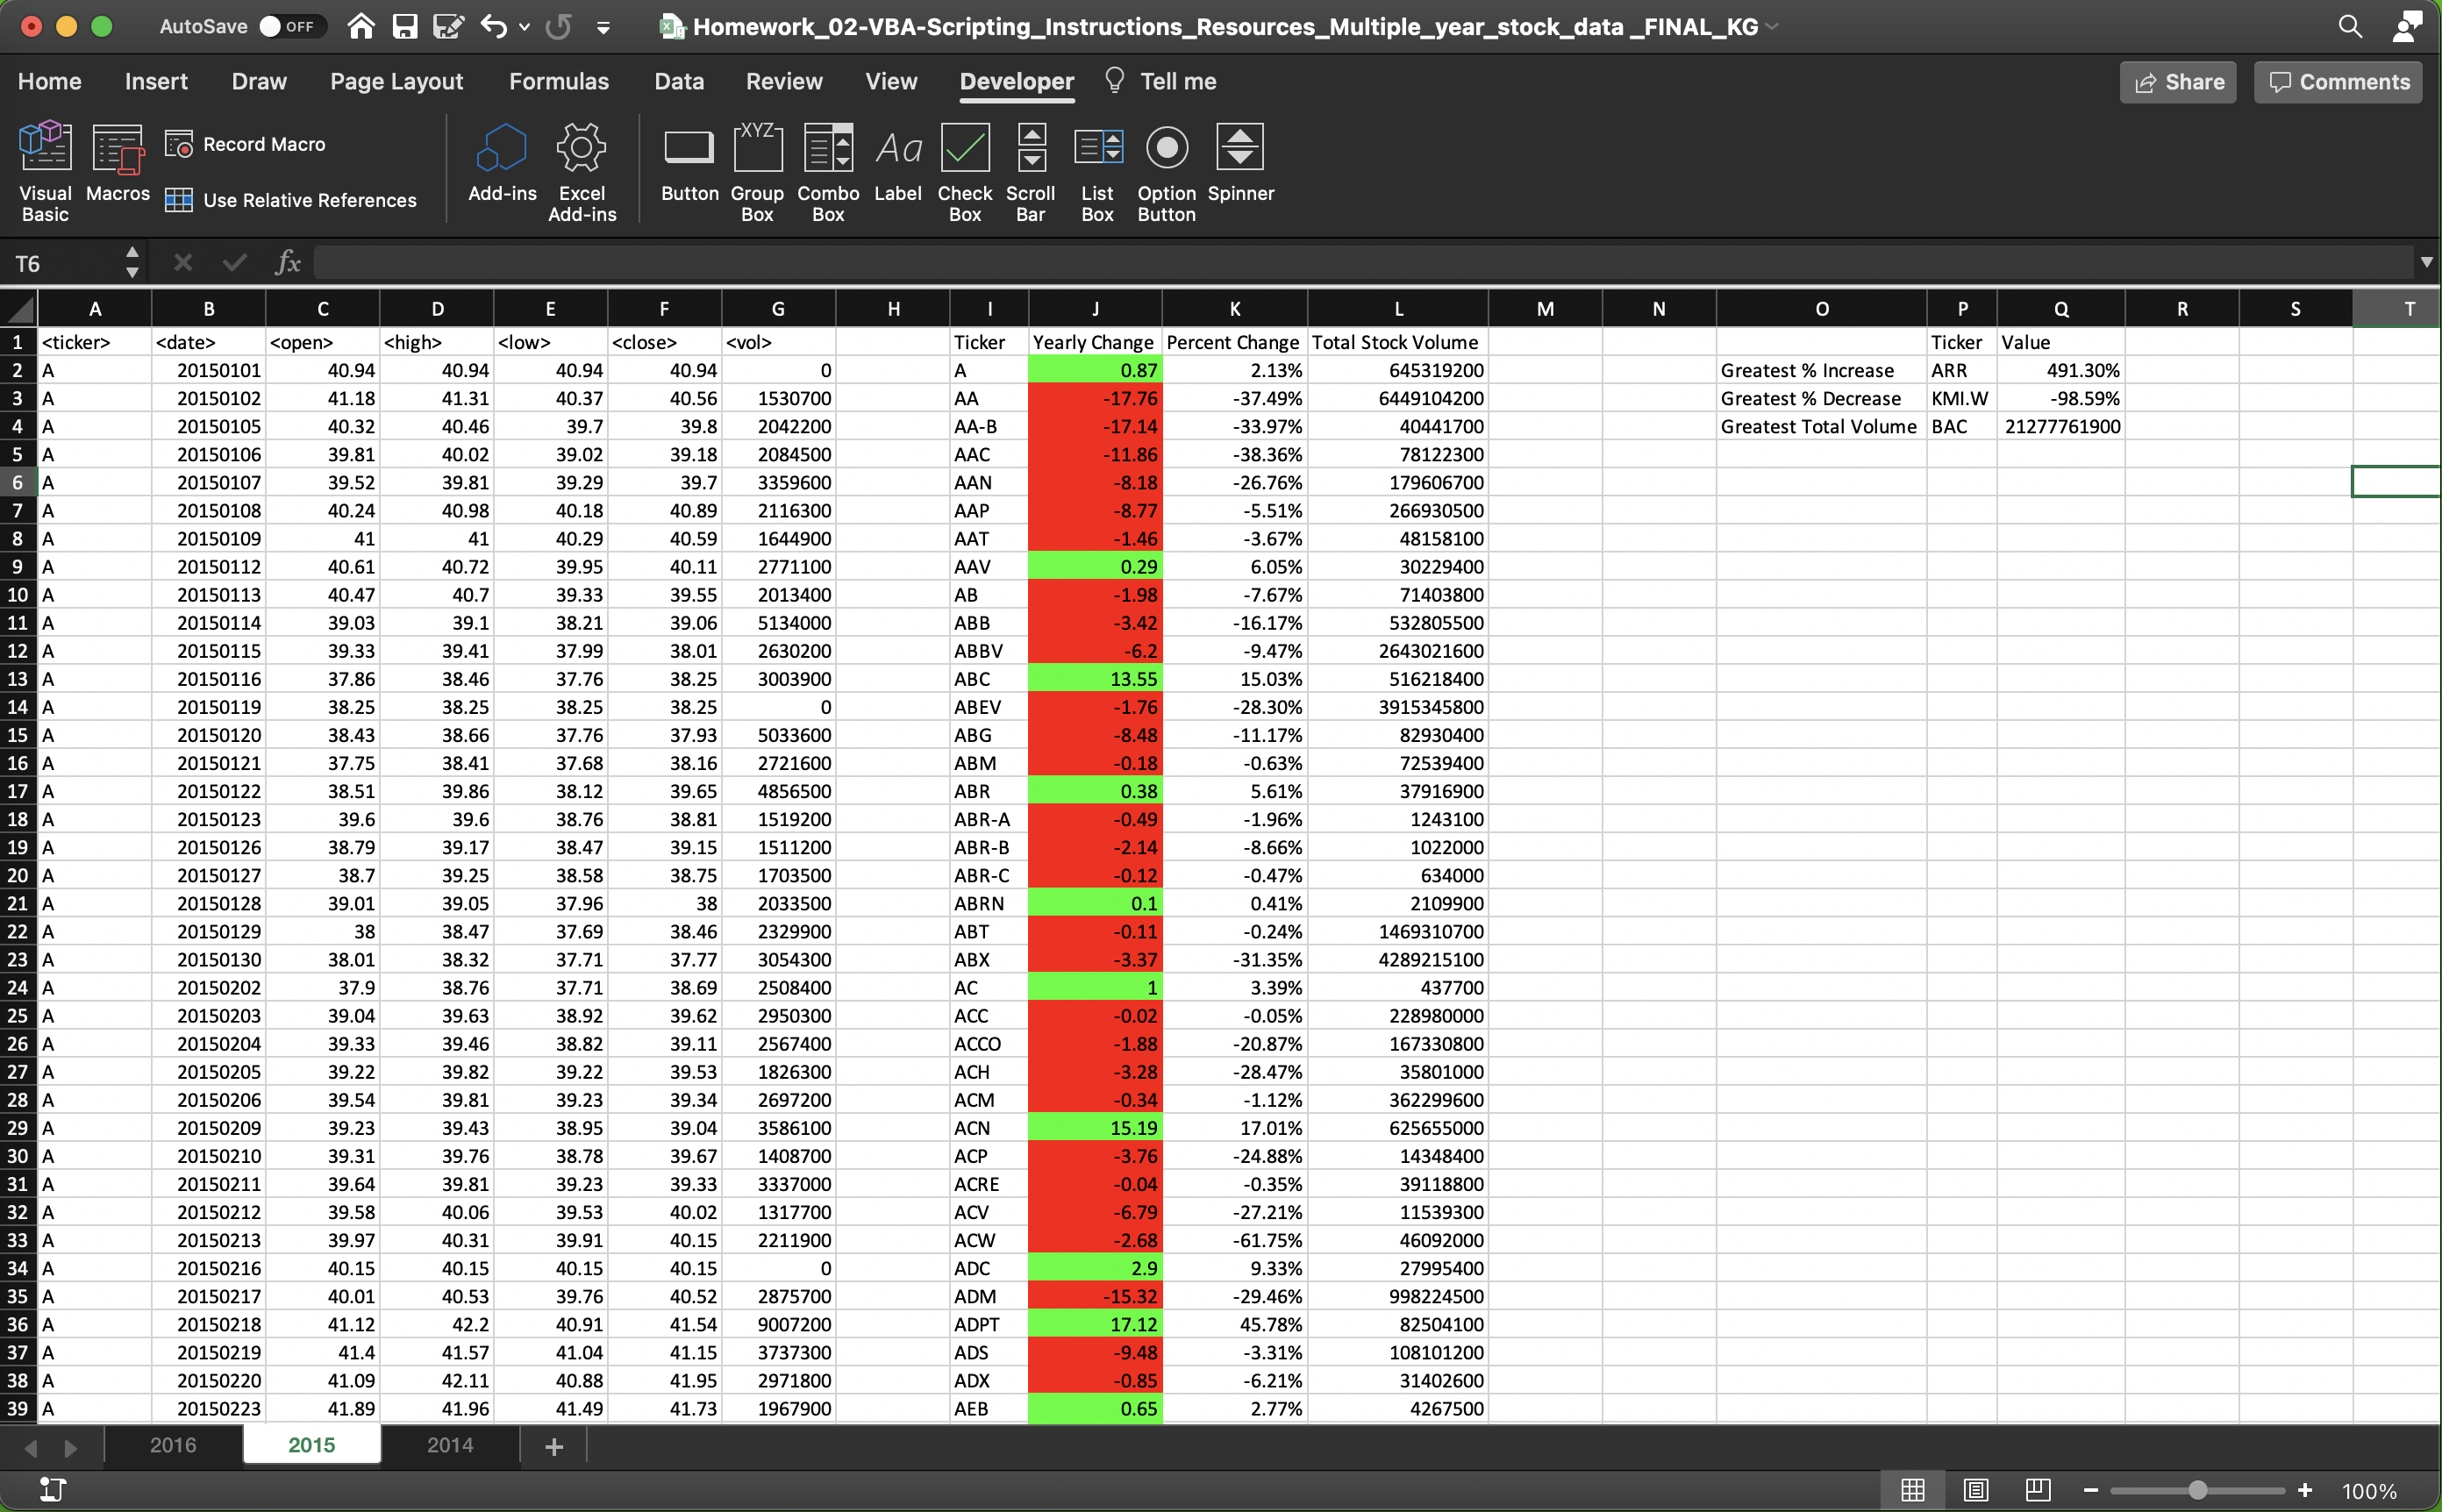 AutoSave OFF Homework_02-VBA-Scripting_Instructions_Resources_Multiple_year_stock_data _FINAL_KG
Home Insert Draw Page Layout Formulas Data Review View Developer Tell me Share Comments
Visual Basic Macros Record Macro Use Relative References Add-ins Excel Add-ins Button XYZ Group Box Combo Box Aa Label Check Box Scroll Bar List Box Option Button Spinner
T6 fx
A B C D E F G H I J K L M N O P Q R S T
1 <ticker> <date> <open> <high> <low> <close> <vol> Ticker Yearly Change Percent Change Total Stock Volume Ticker Value
2 A 20150101 40.94 40.94 40.94 40.94 0 A 0.87 2.13% 645319200 Greatest % Increase ARR 491.30%
3 A 20150102 41.18 41.31 40.37 40.56 1530700 AA -17.76 -37.49% 6449104200 Greatest % Decrease KMI.W -98.59%
4 A 20150105 40.32 40.46 39.7 39.8 2042200 AA-B -17.14 -33.97% 40441700 Greatest Total Volume BAC 21277761900
5 A 20150106 39.81 40.02 39.02 39.18 2084500 AAC -11.86 -38.36% 78122300
6 A 20150107 39.52 39.81 39.29 39.7 3359600 AAN -8.18 -26.76% 179606700
7 A 20150108 40.24 40.98 40.18 40.89 2116300 AAP -8.77 -5.51% 266930500
8 A 20150109 41 41 40.29 40.59 1644900 AAT -1.46 -3.67% 48158100
9 A 20150112 40.61 40.72 39.95 40.11 2771100 AAV 0.29 6.05% 30229400
10 A 20150113 40.47 40.7 39.33 39.55 2013400 AB -1.98 -7.67% 71403800
11 A 20150114 39.03 39.1 38.21 39.06 5134000 ABB -3.42 -16.17% 532805500
12 A 20150115 39.33 39.41 37.99 38.01 2630200 ABBV -6.2 -9.47% 2643021600
13 A 20150116 37.86 38.46 37.76 38.25 3003900 ABC 13.55 15.03% 516218400
14 A 20150119 38.25 38.25 38.25 38.25 0 ABEV -1.76 -28.30% 3915345800
15 A 20150120 38.43 38.66 37.76 37.93 5033600 ABG -8.48 -11.17% 82930400
16 A 20150121 37.75 38.41 37.68 38.16 2721600 ABM -0.18 -0.63% 72539400
17 A 20150122 38.51 39.86 38.12 39.65 4856500 ABR 0.38 5.61% 37916900
18 A 20150123 39.6 39.6 38.76 38.81 1519200 ABR-A -0.49 -1.96% 1243100
19 A 20150126 38.79 39.17 38.47 39.15 1511200 ABR-B -2.14 -8.66% 1022000
20 A 20150127 38.7 39.25 38.58 38.75 1703500 ABR-C -0.12 -0.47% 634000
21 A 20150128 39.01 39.05 37.96 38 2033500 ABRN 0.1 0.41% 2109900
22 A 20150129 38 38.47 37.69 38.46 2329900 ABT -0.11 -0.24% 1469310700
23 A 20150130 38.01 38.32 37.71 37.77 3054300 ABX -3.37 -31.35% 4289215100
24 A 20150202 37.9 38.76 37.71 38.69 2508400 AC 1 3.39% 437700
25 A 20150203 39.04 39.63 38.92 39.62 2950300 ACC -0.02 -0.05% 228980000
26 A 20150204 39.33 39.46 38.82 39.11 2567400 ACCO -1.88 -20.87% 167330800
27 A 20150205 39.22 39.82 39.22 39.53 1826300 ACH -3.28 -28.47% 35801000
28 A 20150206 39.54 39.81 39.23 39.34 2697200 ACM -0.34 -1.12% 362299600
29 A 20150209 39.23 39.43 38.95 39.04 3586100 ACN 15.19 17.01% 625655000
30 A 20150210 39.31 39.76 38.78 39.67 1408700 ACP -3.76 -24.88% 14348400
31 A 20150211 39.64 39.81 39.23 39.33 3337000 ACRE -0.04 -0.35% 39118800
32 A 20150212 39.58 40.06 39.53 40.02 1317700 ACV -6.79 -27.21% 11539300
33 A 20150213 39.97 40.31 39.91 40.15 2211900 ACW -2.68 -61.75% 46092000
34 A 20150216 40.15 40.15 40.15 40.15 0 ADC 2.9 9.33% 27995400
35 A 20150217 40.01 40.53 39.76 40.52 2875700 ADM -15.32 -29.46% 998224500
36 A 20150218 41.12 42.2 40.91 41.54 9007200 ADPT 17.12 45.78% 82504100
37 A 20150219 41.4 41.57 41.04 41.15 3737300 ADS -9.48 -3.31% 108101200
38 A 20150220 41.09 42.11 40.88 41.95 2971800 ADX -0.85 -6.21% 31402600
39 A 20150223 41.89 41.96 41.49 41.73 1967900 AEB 0.65 2.77% 4267500
2016 2015 2014 +
100%